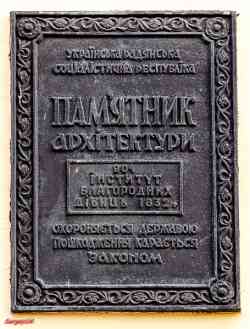 Українська Радянська
Соціалістична Республіка
ПАМ'ЯТНИК
АРХІТЕКТУРИ
Інститут
благородних
дівиць 1832
Охороняється державою
пошкодження карається
законом